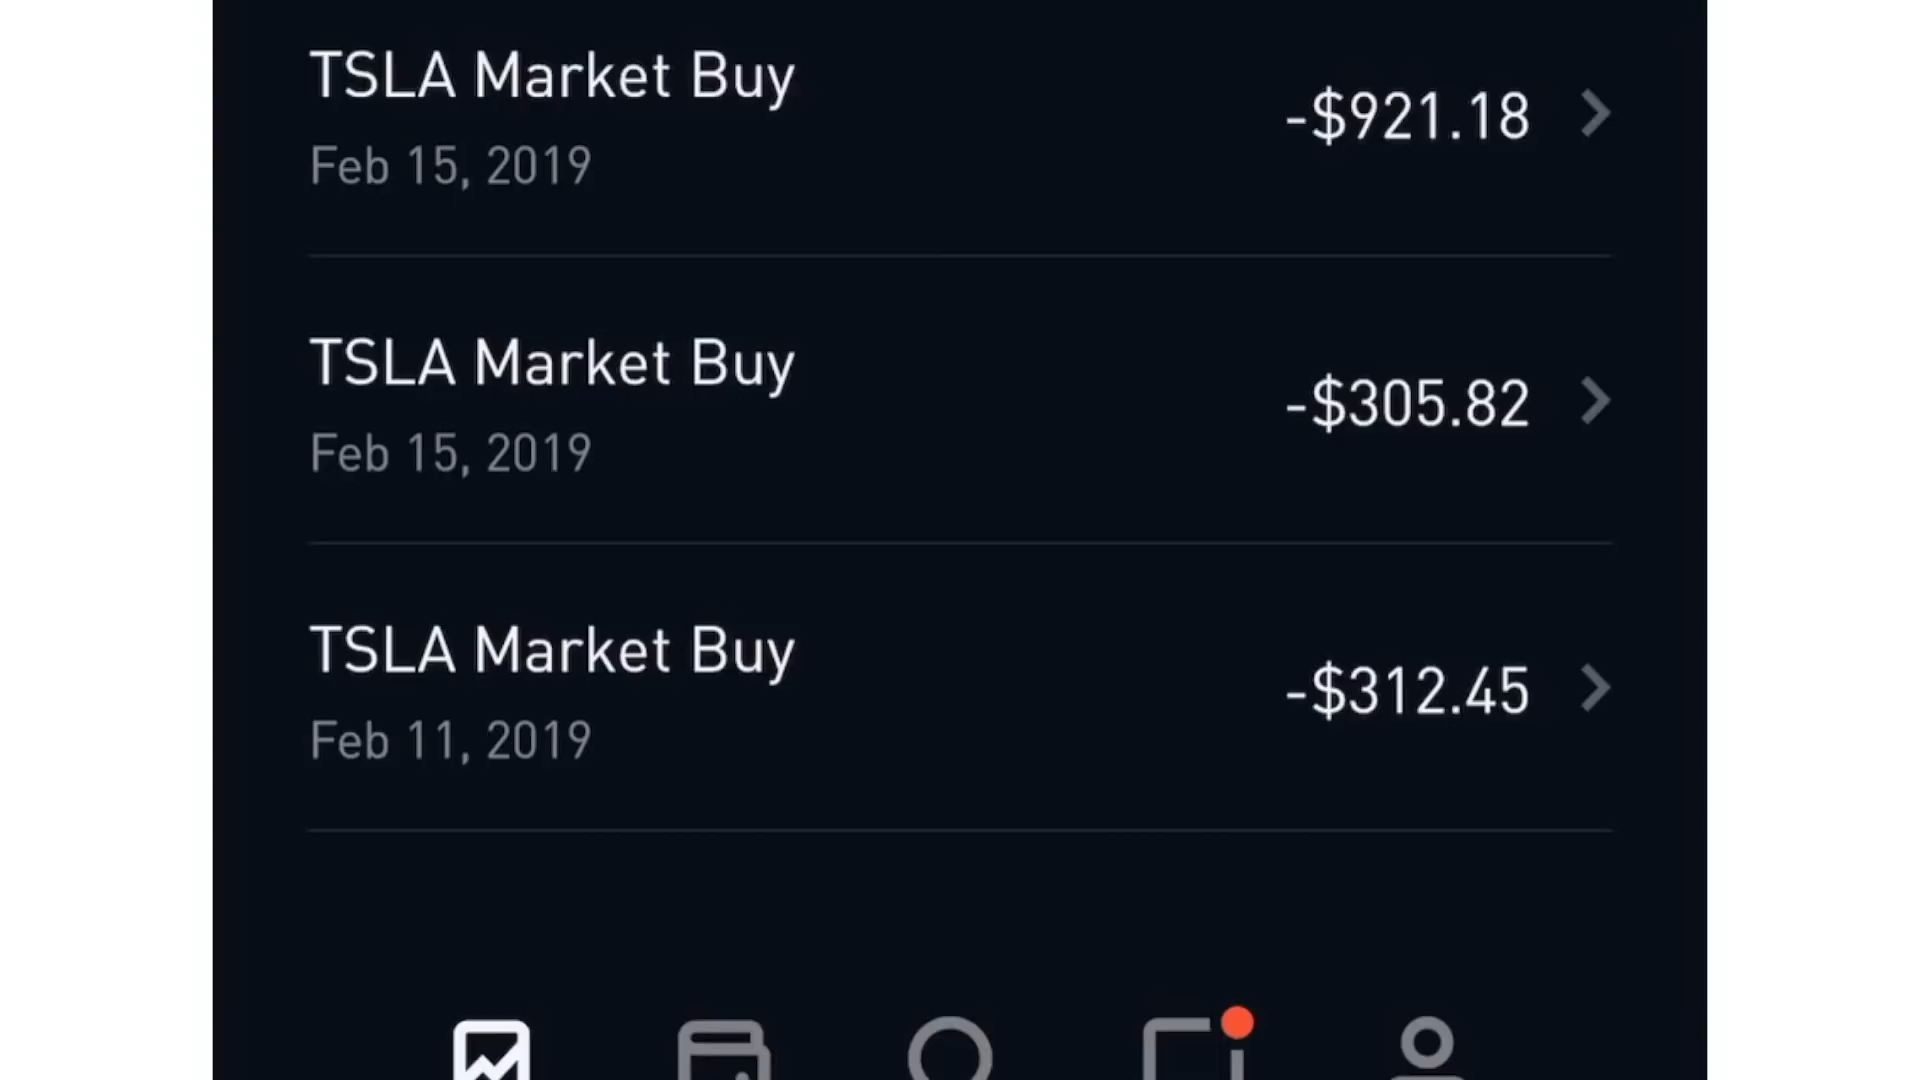 TSLA Market Buy
-$921.18
Feb 15, 2019
TSLA Market Buy
-$305.82
Feb 15, 2019
TSLA Market Buy
-$312.45
Feb 11, 2019